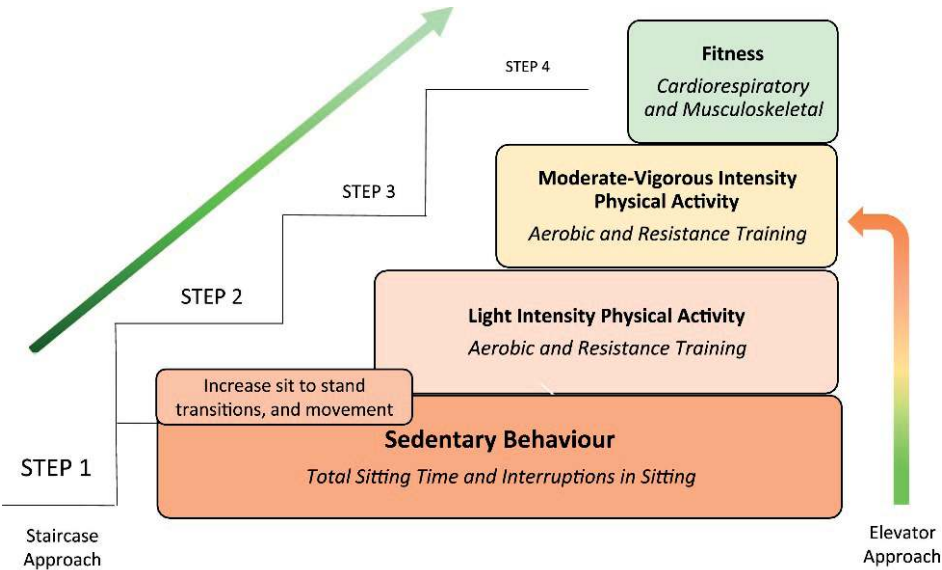 STEP 4
Fitness
Cardiorespiratory
and Musculoskeletal
STEP 3
Moderate-Vigorous Intensity
Physical Activity
Aerobic and Resistance Training
STEP 2
Light Intensity Physical Activity
Aerobic and Resistance Training
Increase sit to stand
transitions, and movement
STEP 1
Sedentary Behaviour
Total Sitting Time and Interruptions in Sitting
Staircase
Approach
Elevator
Approach